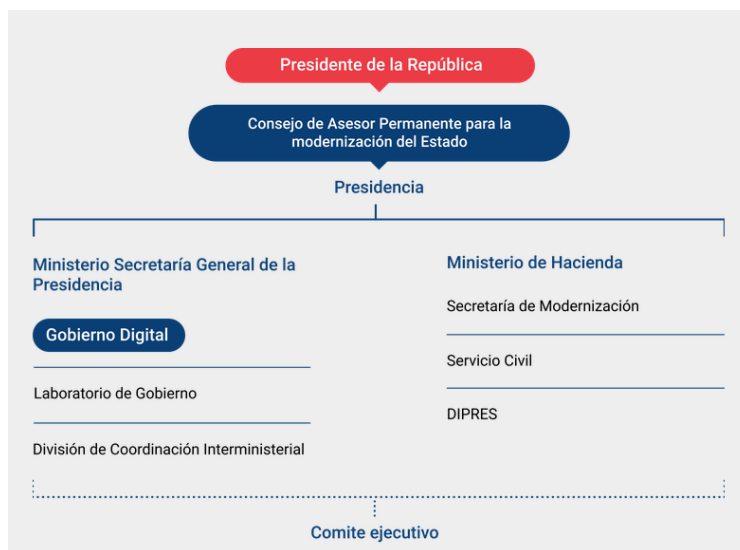 Presidente de la República
Consejo de Asesor Permanente para la
modernización del Estado
Presidencia
Ministerio Secretaría General de la
Presidencia
Gobierno Digital
Laboratorio de Gobierno
División de Coordinación Interministerial
Ministerio de Hacienda
Secretaría de Modernización
Servicio Civil
DIPRES
Comite ejecutivo